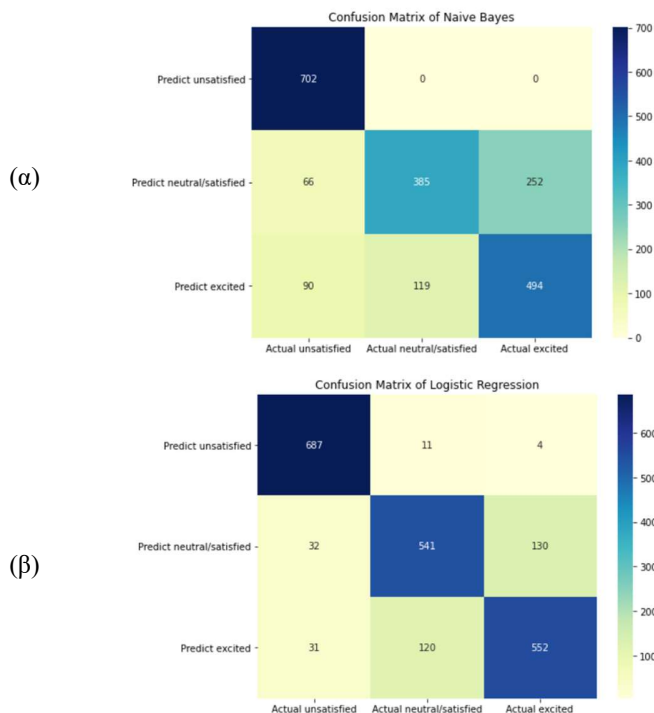 Confusion Matrix of Naive Bayes
(α)
Predict unsatisfied 702 0 0
Predict neutral/satisfied 66 385 252
Predict excited 90 119 494
Actual unsatisfied Actual neutral/satisfied Actual excited
700
600
500
400
300
200
100
0
(β)
Confusion Matrix of Logistic Regression
Predict unsatisfied 687 11 4
Predict neutral/satisfied 32 541 130
Predict excited 31 120 552
Actual unsatisfied Actual neutral/satisfied Actual excited
600
500
400
300
200
100